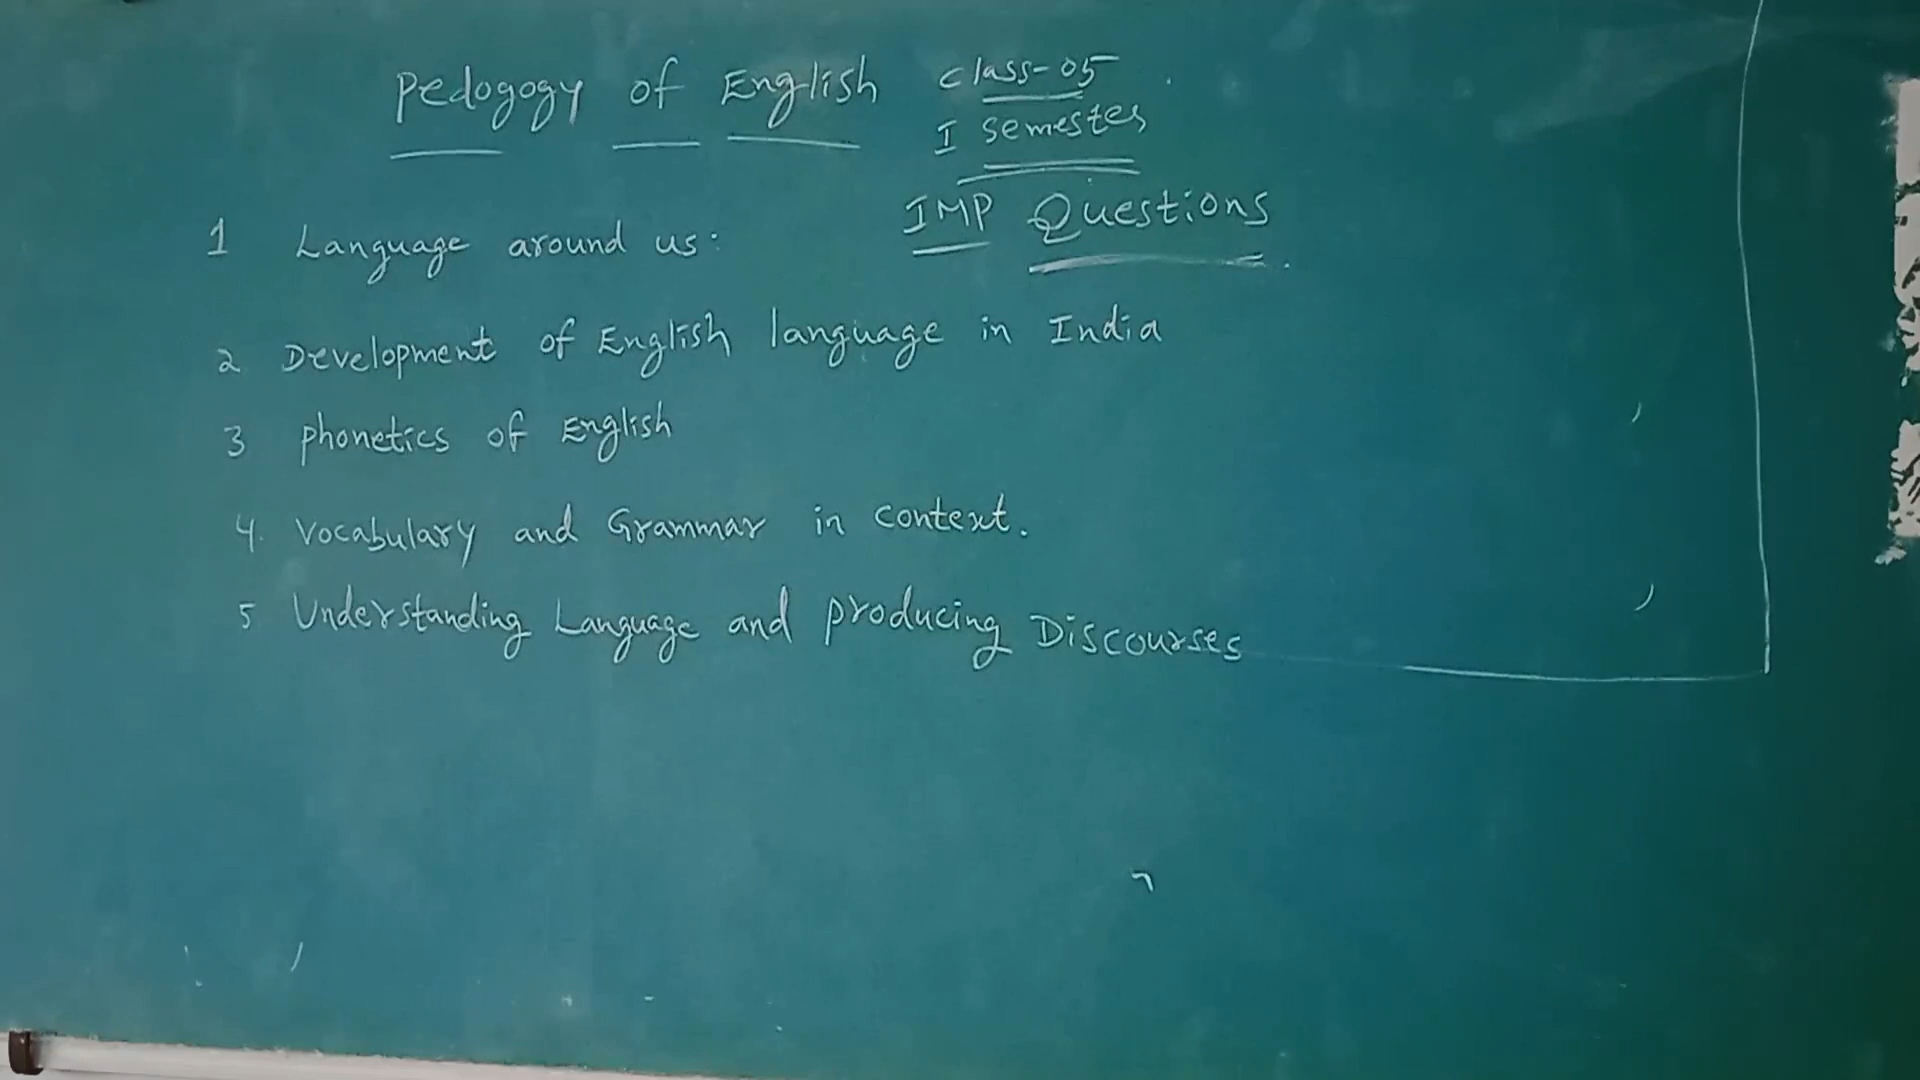 Pedogogy of English class-05
I semester
IMP Questions
1 Language around us:
2 Development of English language in India
3 phonetics of English
4. Vocabulary and Grammar in context.
5 Understanding Language and producing Discourses